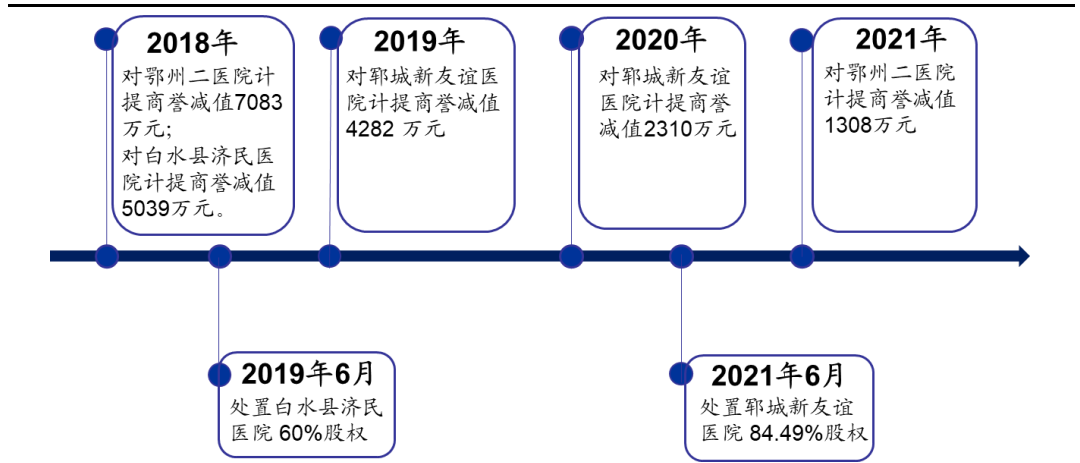 2018年
对鄂州二医院计
提商誉减值7083
万元;
对白水县济民医
院计提商誉减值
5039万元。
2019年
对郓城新友谊医
院计提商誉减值
4282 万元
2020年
对郓城新友谊
医院计提商誉
减值2310万元
2021年
对鄂州二医院
计提商誉减值
1308万元
2019年6月
处置白水县济民
医院 60%股权
2021年6月
处置郓城新友谊
医院 84.49%股权